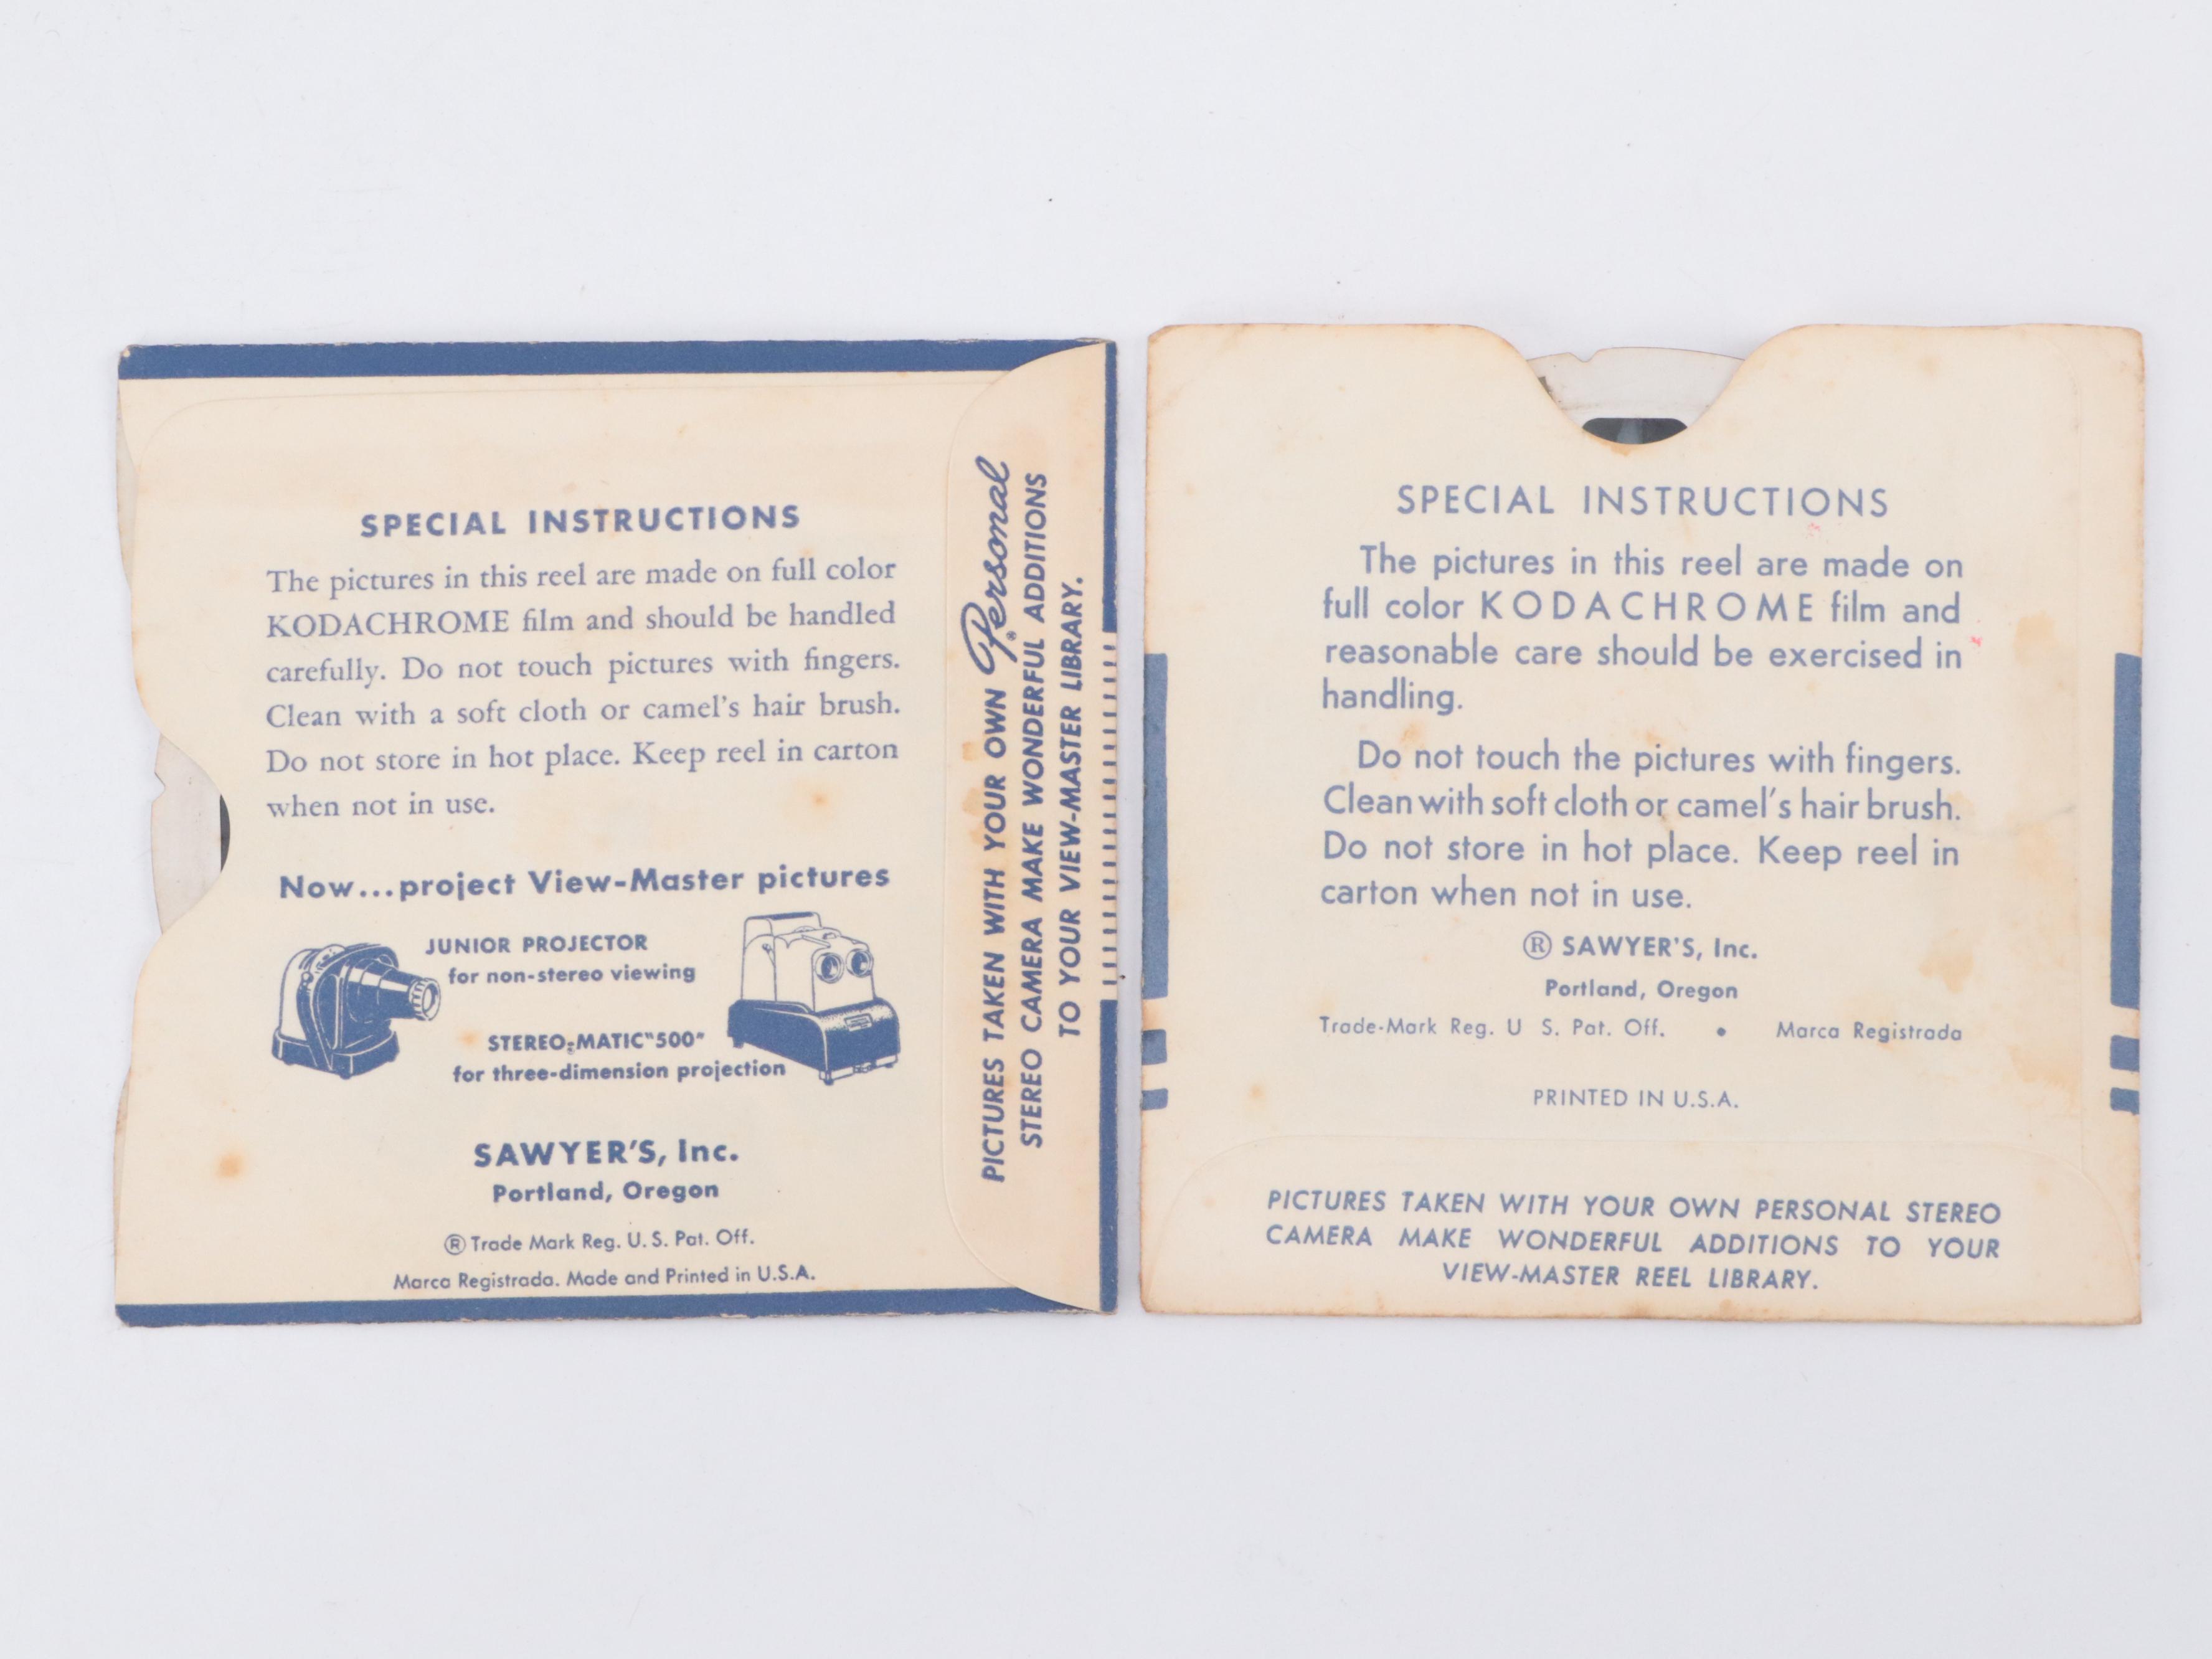 SPECIAL INSTRUCTIONS
The pictures in this reel are made on full color
KODACHROME film and should be handled
carefully. Do not touch pictures with fingers.
Clean with a soft cloth or camel's hair brush.
Do not store in hot place. Keep reel in carton
when not in use.
Now...project View-Master pictures
JUNIOR PROJECTOR
for non-stereo viewing
STEREO-MATIC "500"
for three-dimension projection
SAWYER'S, Inc.
Portland, Oregon
® Trade Mark Reg. U. S. Pat. Off.
Marca Registrada. Made and Printed in U.S.A.
PICTURES TAKEN WITH YOUR OWN Personal
STEREO CAMERA MAKE WONDERFUL ADDITIONS
TO YOUR VIEW-MASTER LIBRARY.
SPECIAL INSTRUCTIONS
The pictures in this reel are made on
full color KODACHROME film and
reasonable care should be exercised in
handling.
Do not touch the pictures with fingers.
Clean with soft cloth or camel's hair brush.
Do not store in hot place. Keep reel in
carton when not in use.
® SAWYER'S, Inc.
Portland, Oregon
Trade-Mark Reg. U S. Pat. Off. • Marca Registrada
PRINTED IN U.S.A.
PICTURES TAKEN WITH YOUR OWN PERSONAL STEREO
CAMERA MAKE WONDERFUL ADDITIONS TO YOUR
VIEW-MASTER REEL LIBRARY.